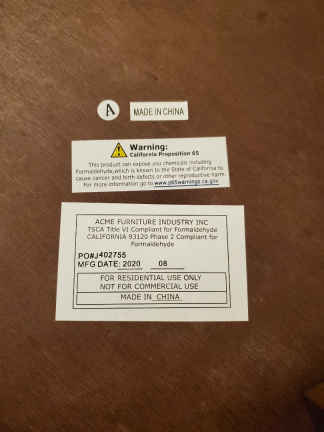 A
MADE IN CHINA
Warning:
California Proposition 65
This product can expose you chemicals including
Formaldehyde,which is known to the State of California to
cause cancer and birth defects or other reproductive harm.
For more information go to www.p65warnings.ca.gov
ACME FURNITURE INDUSTRY INC
TSCA Title VI Compliant for Formaldehyde
CALIFORNIA 93120 Phase 2 Compliant for
Formaldehyde
PO#J402755
MFG DATE: 2020 08
FOR RESIDENTIAL USE ONLY
NOT FOR COMMERCIAL USE
MADE IN CHINA